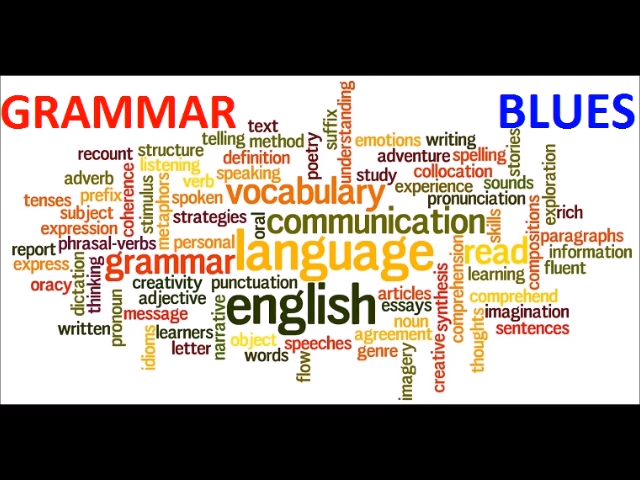 GRAMMAR
BLUES
text
telling method
suffix
understanding
emotions writing
stories
recount structure
definition
poetry
adventure spelling
exploration
listening
speaking
study
collocation
adverb
coherence
stimulus
metaphors
verb
vocabulary
experience sounds
tenses prefix
spoken
pronunciation
compositions
rich
subject
strategies
oral
communication
skills
expression
paragraphs
report phrasal-verbs
personal
language
comprehension
read
information
express
dictation
thinking
grammar
learning
fluent
oracy
creativity punctuation
english
articles
synthesis
comprehend
adjective
essays
imagination
written
pronoun
message
narrative
noun
thoughts
sentences
idioms
learners
object
speeches
agreement
creative
letter
words
flow
genre
imagery